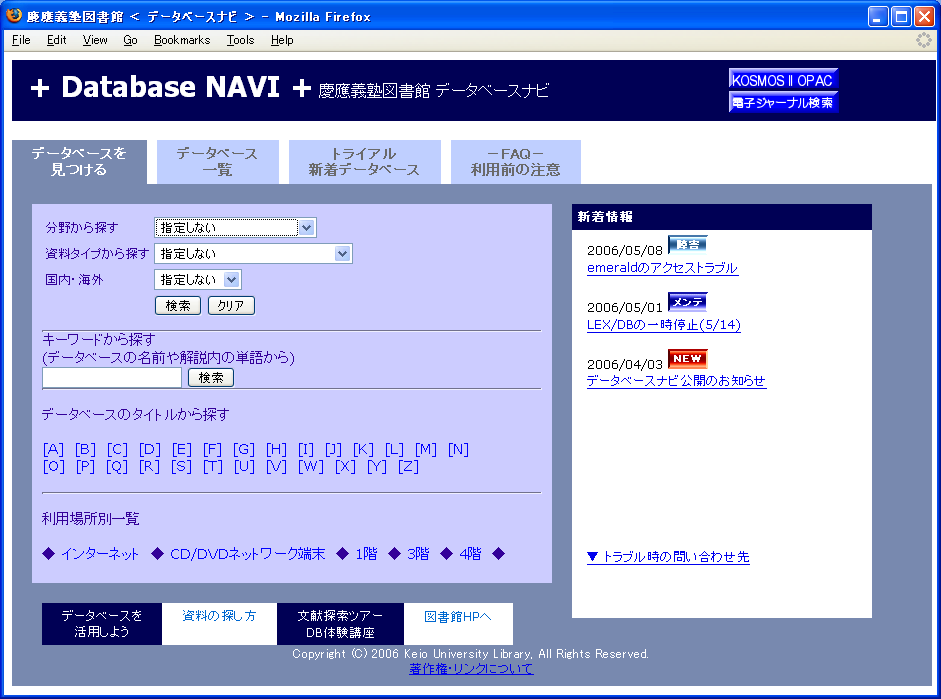 慶應義塾図書館 < データベースナビ > - Mozilla Firefox
File Edit View Go Bookmarks Tools Help
+ Database NAVI + 慶應義塾図書館 データベースナビ
KOSMOS II OPAC
電子ジャーナル検索
データベースを
見つける
データベース
一覧
トライアル
新着データベース
－FAQ－
利用前の注意
分野から探す 指定しない
資料タイプから探す 指定しない
国内・海外 指定しない
検索 クリア
キーワードから探す
(データベースの名前や解説内の単語から)
検索
データベースのタイトルから探す
[A] [B] [C] [D] [E] [F] [G] [H] [I] [J] [K] [L] [M] [N]
[O] [P] [Q] [R] [S] [T] [U] [V] [W] [X] [Y] [Z]
利用場所別一覧
◆ インターネット ◆ CD/DVDネットワーク端末 ◆ 1階 ◆ 3階 ◆ 4階 ◆
新着情報
2006/05/08 障害
emeraldのアクセストラブル
2006/05/01 メンテ
LEX/DBの一時停止(5/14)
2006/04/03 NEW
データベースナビ公開のお知らせ
▼ トラブル時の問い合わせ先
データベースを
活用しよう
資料の探し方
文献探索ツアー
DB体験講座
図書館HPへ
Copyright (C) 2006 Keio University Library, All Rights Reserved.
著作権・リンクについて